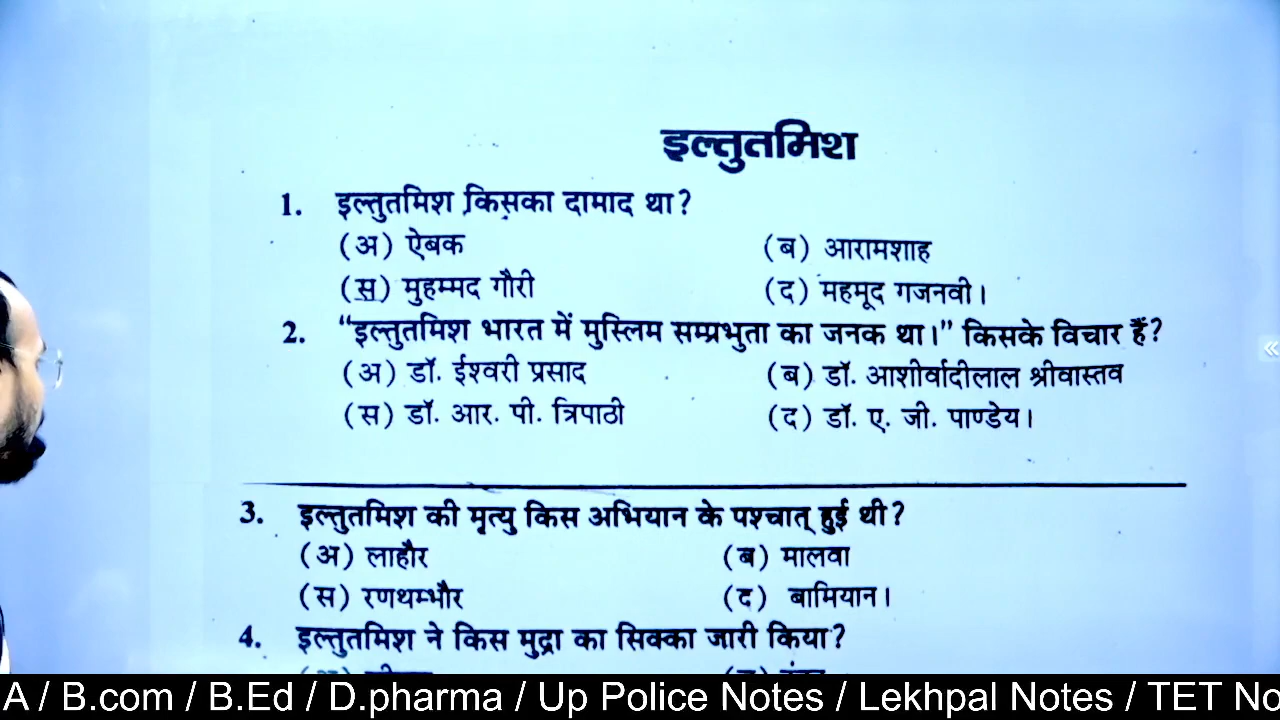 इल्तुतमिश
1. इल्तुतमिश किसका दामाद था?
(अ) ऐबक (ब) आरामशाह
(स) मुहम्मद गौरी (द) महमूद गजनवी।
2. “इल्तुतमिश भारत में मुस्लिम सम्प्रभुता का जनक था।” किसके विचार हैं?
(अ) डॉ. ईश्वरी प्रसाद (ब) डॉ. आशीर्वादीलाल श्रीवास्तव
(स) डॉ. आर. पी. त्रिपाठी (द) डॉ. ए. जी. पाण्डेय।
3. इल्तुतमिश की मृत्यु किस अभियान के पश्चात् हुई थी?
(अ) लाहौर (ब) मालवा
(स) रणथम्भौर (द) बामियान।
4. इल्तुतमिश ने किस मुद्रा का सिक्का जारी किया?
A / B.com / B.Ed / D.pharma / Up Police Notes / Lekhpal Notes / TET No